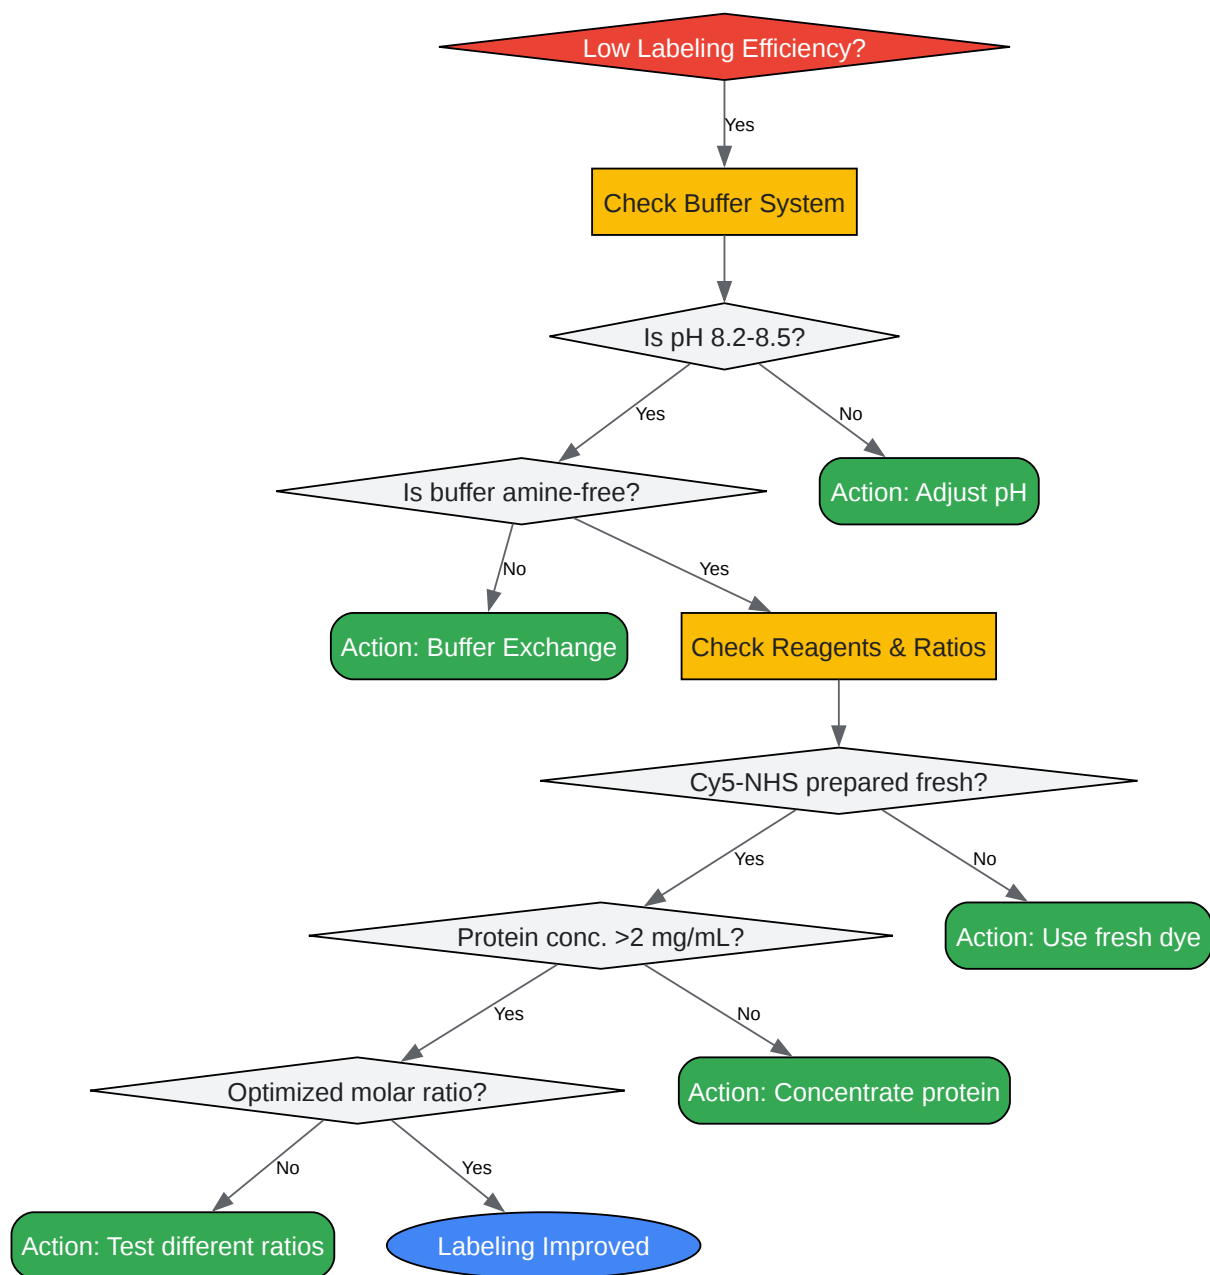 Low Labeling Efficiency?
Yes
Check Buffer System
Is pH 8.2-8.5?
Yes
No
Is buffer amine-free?
Action: Adjust pH
No
Yes
Action: Buffer Exchange
Check Reagents & Ratios
Cy5-NHS prepared fresh?
Yes
No
Protein conc. >2 mg/mL?
Action: Use fresh dye
Yes
No
Optimized molar ratio?
Action: Concentrate protein
No
Yes
Action: Test different ratios
Labeling Improved